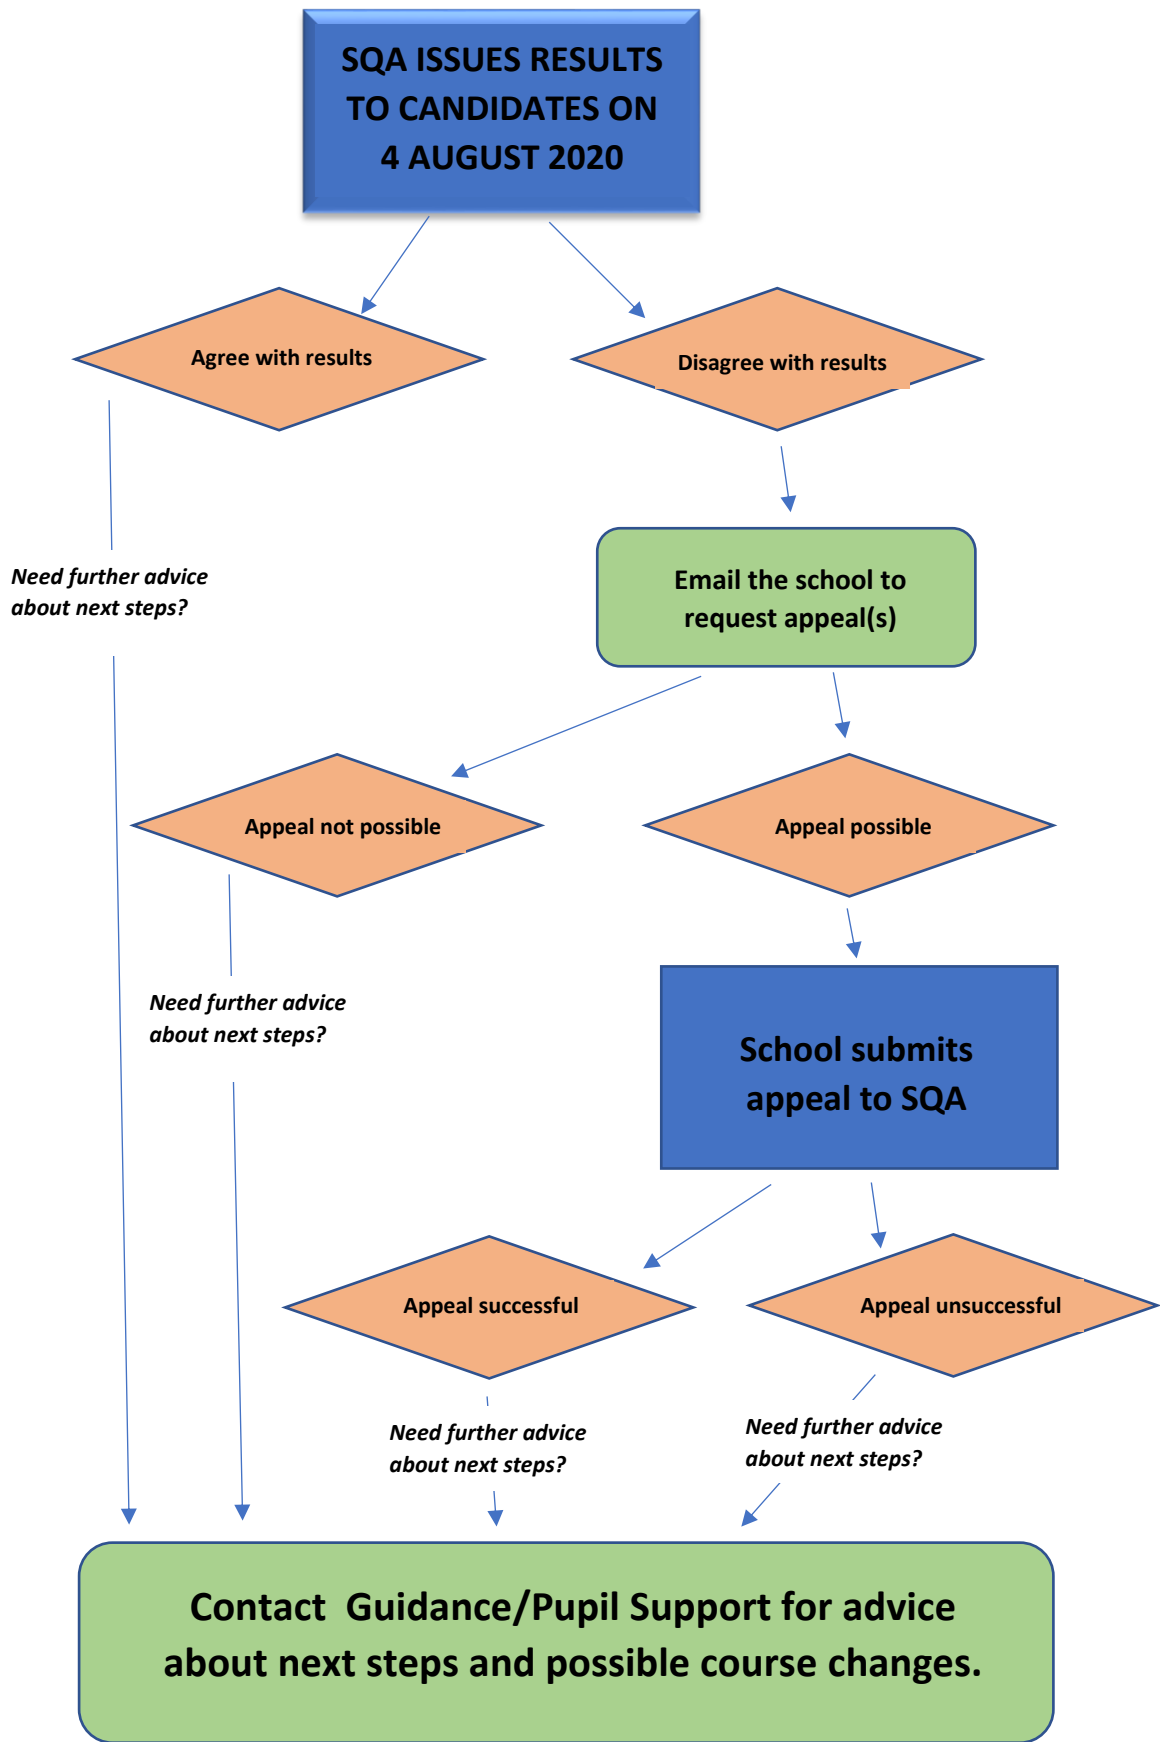 SQA ISSUES RESULTS
TO CANDIDATES ON
4 AUGUST 2020
Agree with results
Disagree with results
Need further advice
about next steps?
Email the school to
request appeal(s)
Appeal not possible
Appeal possible
Need further advice
about next steps?
School submits
appeal to SQA
Appeal successful
Appeal unsuccessful
Need further advice
about next steps?
Need further advice
about next steps?
Contact  Guidance/Pupil Support for advice
about next steps and possible course changes.